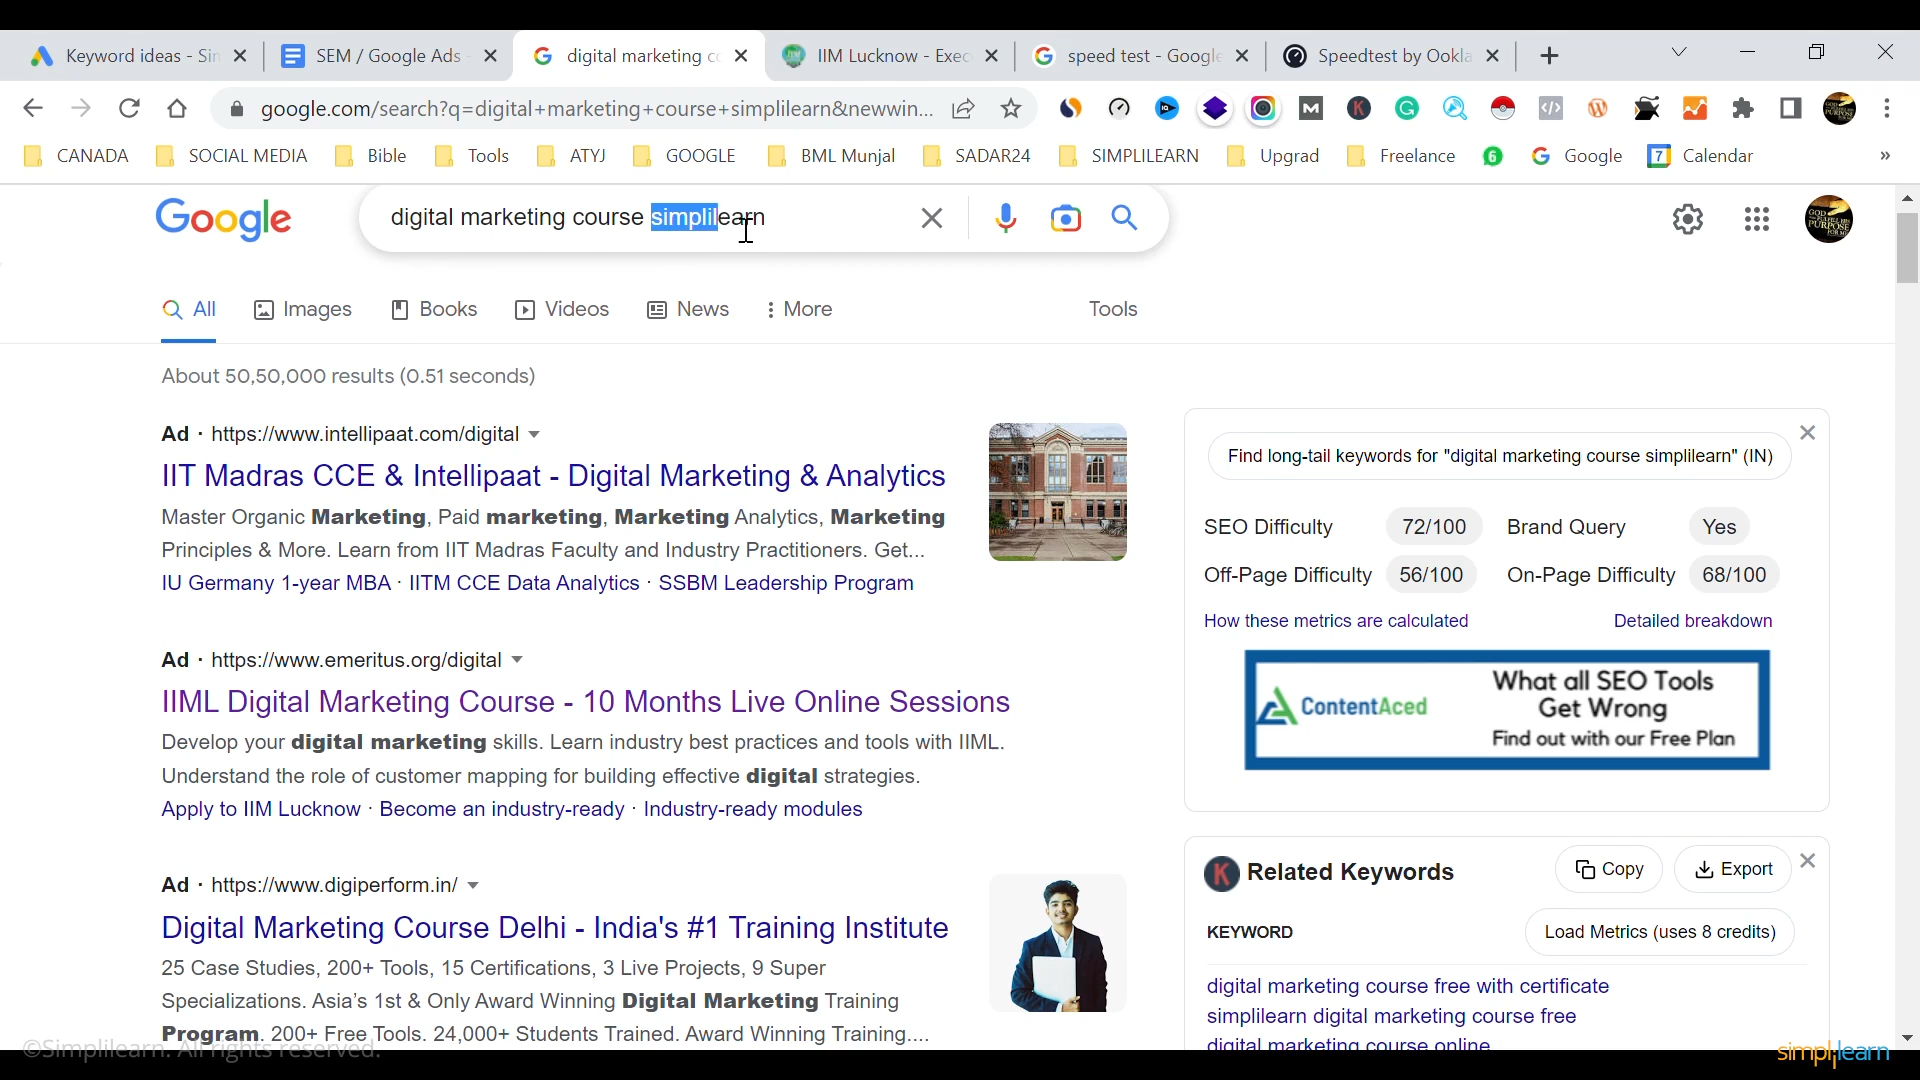 Keyword ideas - Sin
SEM / Google Ads
digital marketing co
IIM Lucknow - Exec
speed test - Google
Speedtest by Ookla
google.com/search?q=digital+marketing+course+simplilearn&newwin...
CANADA
SOCIAL MEDIA
Bible
Tools
ATYJ
GOOGLE
BML Munjal
SADAR24
SIMPLILEARN
Upgrad
Freelance
Google
Calendar
»
Google
digital marketing course simplilearn
All
Images
Books
Videos
News
More
Tools
About 50,50,000 results (0.51 seconds)
Ad · https://www.intellipaat.com/digital
IIT Madras CCE & Intellipaat - Digital Marketing & Analytics
Master Organic Marketing, Paid marketing, Marketing Analytics, Marketing
Principles & More. Learn from IIT Madras Faculty and Industry Practitioners. Get...
IU Germany 1-year MBA · IITM CCE Data Analytics · SSBM Leadership Program
Ad · https://www.emeritus.org/digital
IIML Digital Marketing Course - 10 Months Live Online Sessions
Develop your digital marketing skills. Learn industry best practices and tools with IIML.
Understand the role of customer mapping for building effective digital strategies.
Apply to IIM Lucknow · Become an industry-ready · Industry-ready modules
Ad · https://www.digiperform.in/
Digital Marketing Course Delhi - India's #1 Training Institute
25 Case Studies, 200+ Tools, 15 Certifications, 3 Live Projects, 9 Super
Specializations. Asia's 1st & Only Award Winning Digital Marketing Training
Program. 200+ Free Tools. 24,000+ Students Trained. Award Winning Training....
Find long-tail keywords for "digital marketing course simplilearn" (IN)
SEO Difficulty 72/100 Brand Query Yes
Off-Page Difficulty 56/100 On-Page Difficulty 68/100
How these metrics are calculated Detailed breakdown
ContentAced
What all SEO Tools
Get Wrong
Find out with our Free Plan
Related Keywords
Copy
Export
KEYWORD
Load Metrics (uses 8 credits)
digital marketing course free with certificate
simplilearn digital marketing course free
digital marketing course online
©Simplilearn. All rights reserved.
simplilearn